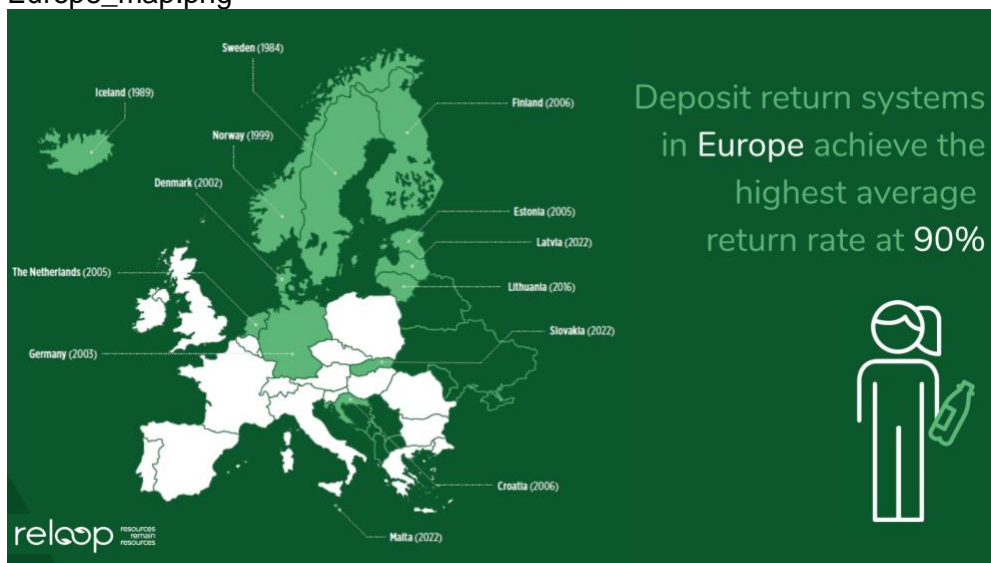 Europe_map.png
Sweden (1984)
Iceland (1989)
Finland (2006)
Norway (1999)
Denmark (2002)
Estonia (2005)
Latvia (2022)
The Netherlands (2005)
Lithuania (2016)
Slovakia (2022)
Germany (2003)
Croatia (2006)
Malta (2022)
Deposit return systems
in Europe achieve the
highest average
return rate at 90%
reloop
resources
remain
resources